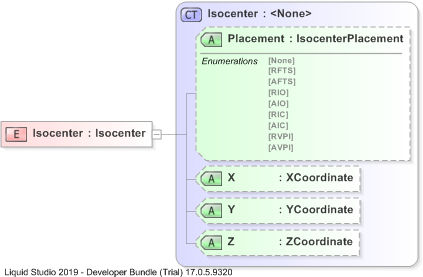 CT Isocenter : <None>
A Placement : IsocenterPlacement
Enumerations [None]
[RFTS]
[AFTS]
[RIO]
[AIO]
[RIC]
[AIC]
[RVPI]
[AVPI]
E Isocenter : Isocenter
A X : XCoordinate
A Y : YCoordinate
A Z : ZCoordinate
Liquid Studio 2019 - Developer Bundle (Trial) 17.0.5.9320